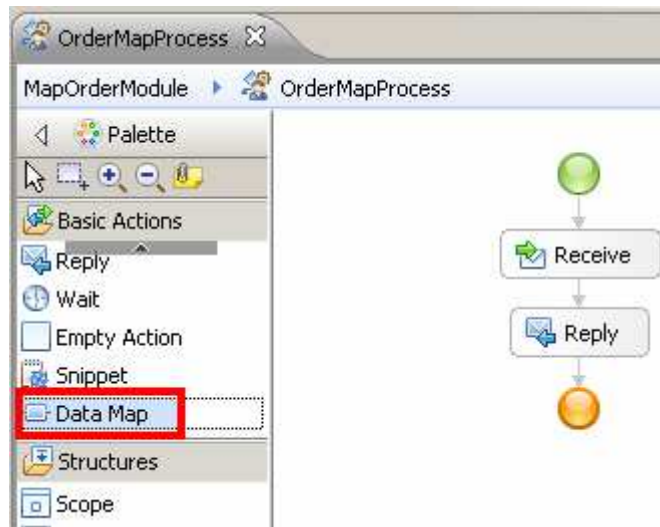 OrderMapProcess
MapOrderModule OrderMapProcess
Palette
Basic Actions
Reply
Wait
Empty Action
Snippet
Data Map
Structures
Scope
Receive
Reply